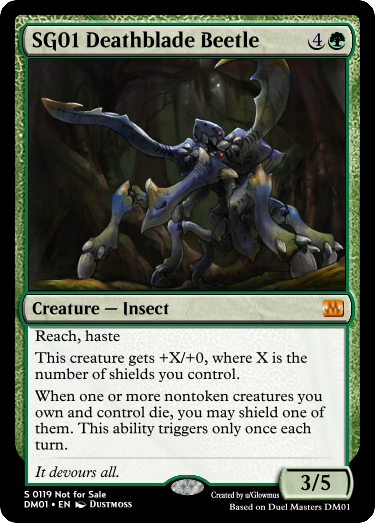 SG01 Deathblade Beetle 4
Creature — Insect
Reach, haste
This creature gets +X/+0, where X is the
number of shields you control.
When one or more nontoken creatures you
own and control die, you may shield one of
them. This ability triggers only once each
turn.
It devours all.
3/5
S 0119 Not for Sale
DM01 • EN Dustmoss
Created by u/Glowmus
Based on Duel Masters DM01